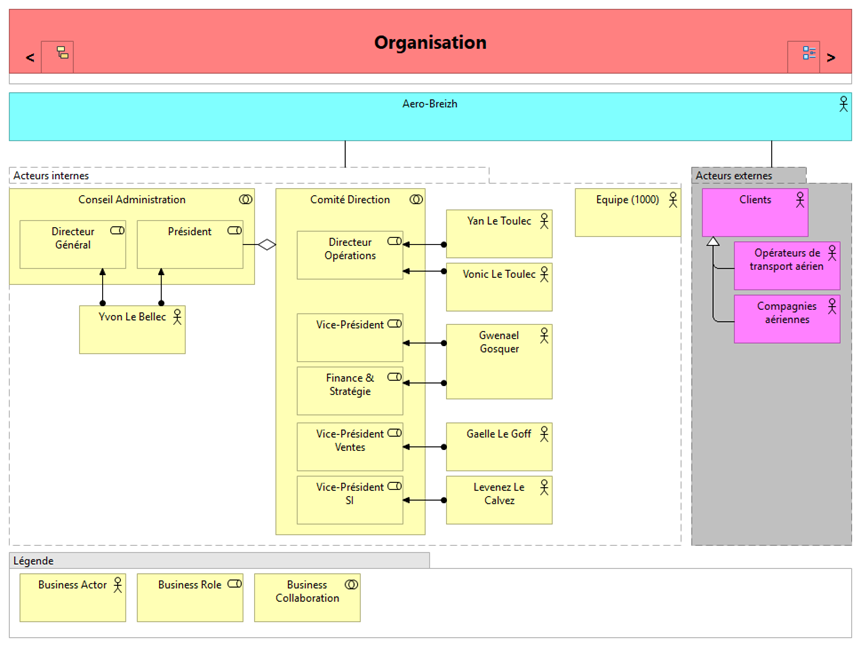 Organisation
<
>
Aero-Breizh
Acteurs internes
Conseil Administration
Directeur
Général
Président
Yvon Le Bellec
Comité Direction
Directeur
Opérations
Vice-Président
Finance &
Stratégie
Vice-Président
Ventes
Vice-Président
SI
Yan Le Toulec
Vonic Le Toulec
Gwenael
Gosquer
Gaelle Le Goff
Levenez Le
Calvez
Equipe (1000)
Acteurs externes
Clients
Opérateurs de
transport aérien
Compagnies
aériennes
Légende
Business Actor
Business Role
Business
Collaboration